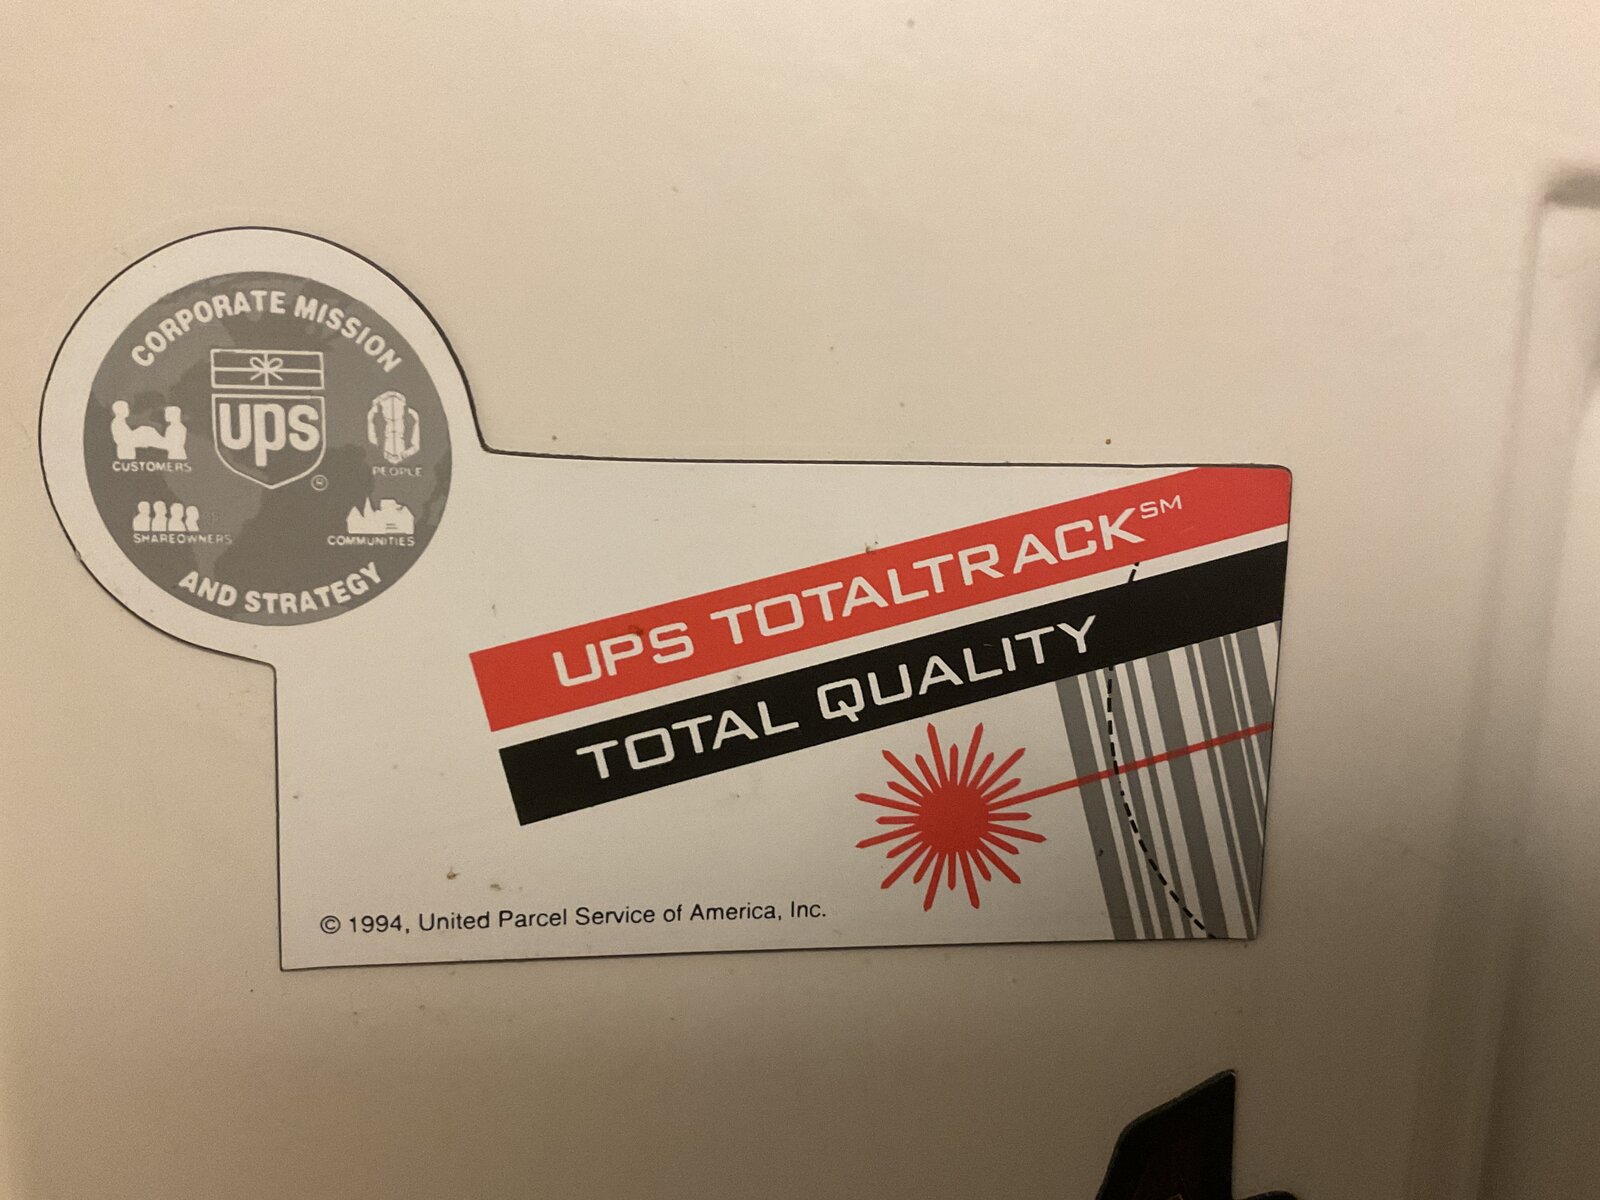 CORPORATE MISSION
ups
®
CUSTOMERS
PEOPLE
SHAREOWNERS
COMMUNITIES
AND STRATEGY
UPS TOTALTRACK℠
TOTAL QUALITY
© 1994, United Parcel Service of America, Inc.